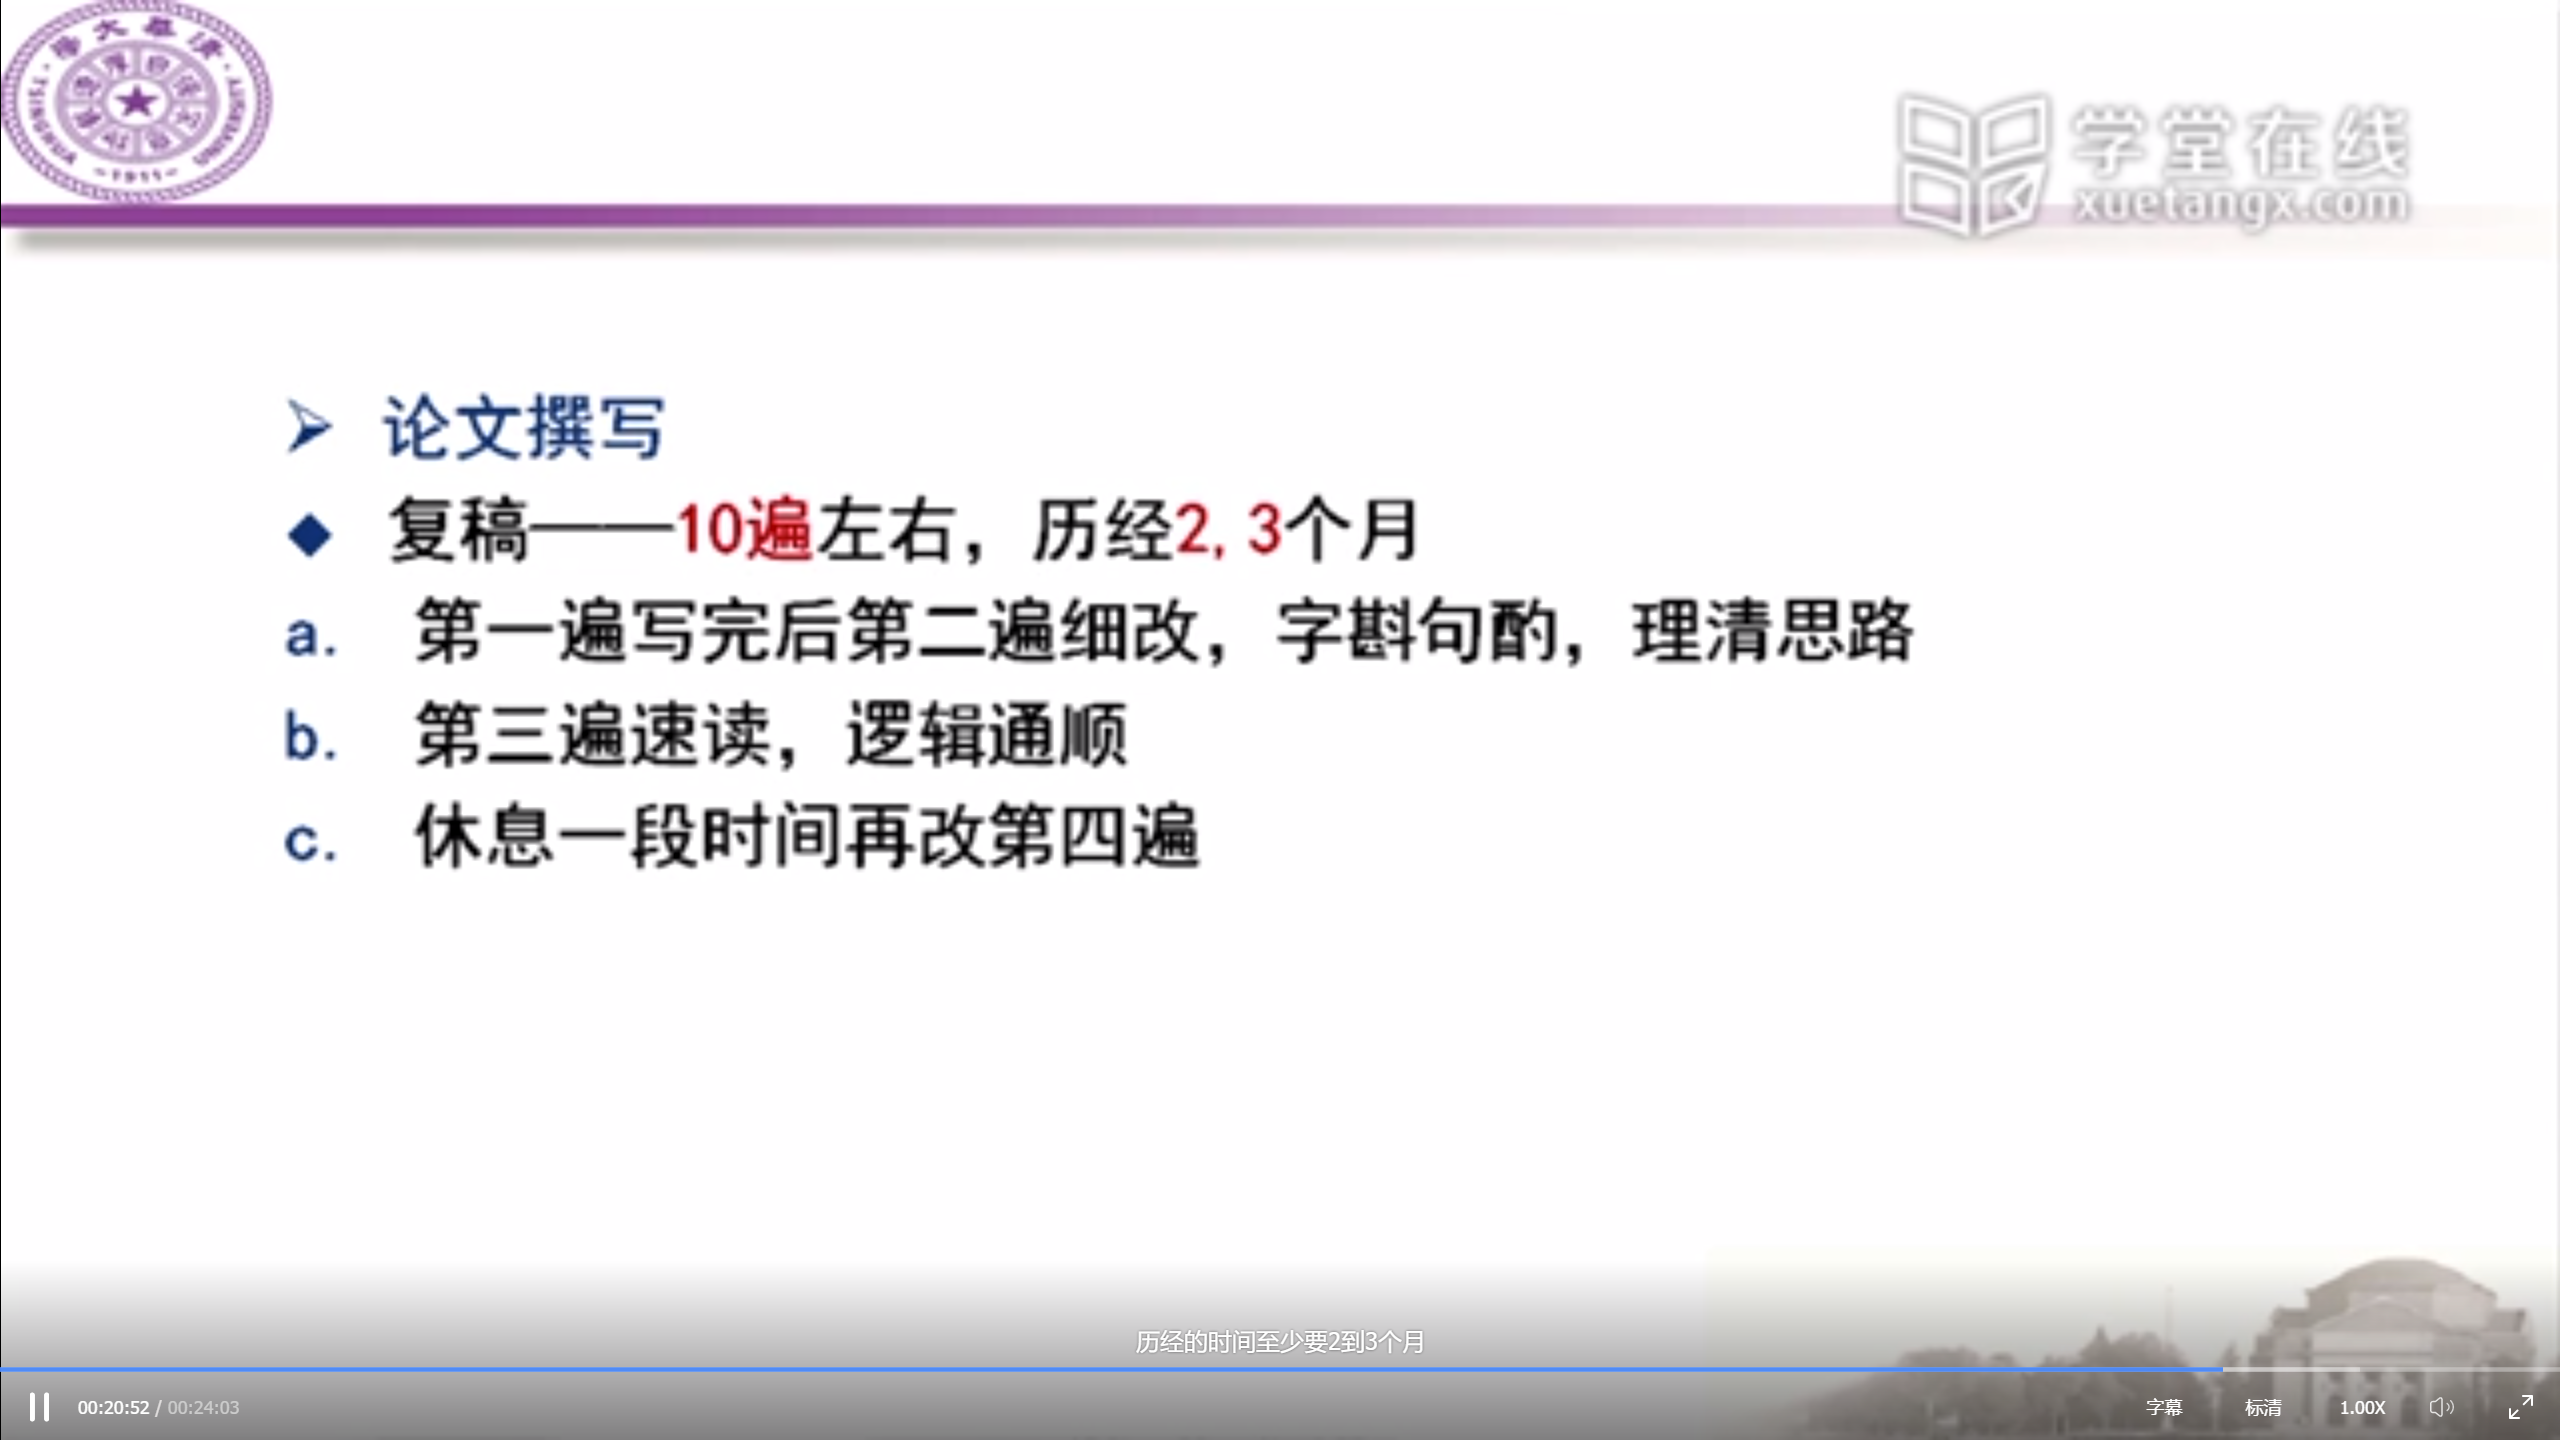 TSINGHUA UNIVERSITY
-1911-
学堂在线
xuetangx.com
论文撰写
复稿——10遍左右，历经2,3个月
a. 第一遍写完后第二遍细改，字斟句酌，理清思路
b. 第三遍速读，逻辑通顺
c. 休息一段时间再改第四遍
历经的时间至少要2到3个月
00:20:52 / 00:24:03
字幕 标清 1.00X